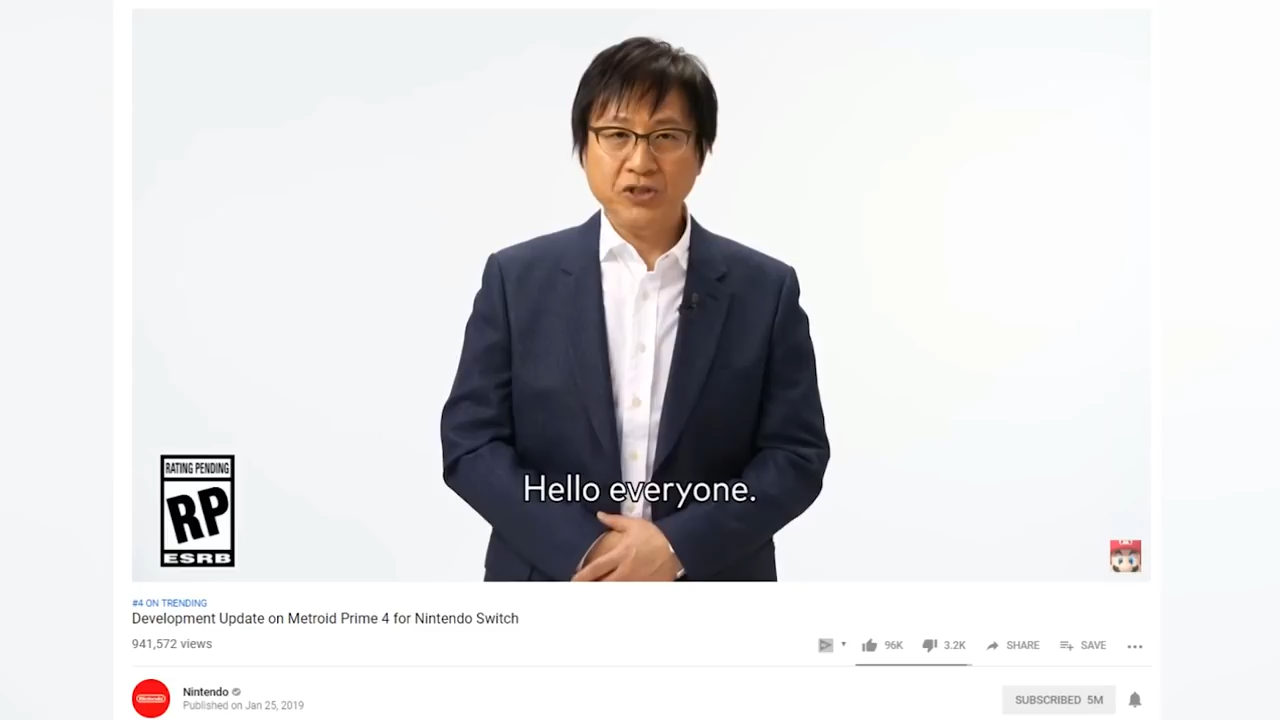 Hello everyone.
RATING PENDING
RP
ESRB
#4 ON TRENDING
Development Update on Metroid Prime 4 for Nintendo Switch
941,572 views
96K
3.2K
SHARE
SAVE
Nintendo
Nintendo
Published on Jan 25, 2019
SUBSCRIBED 5M